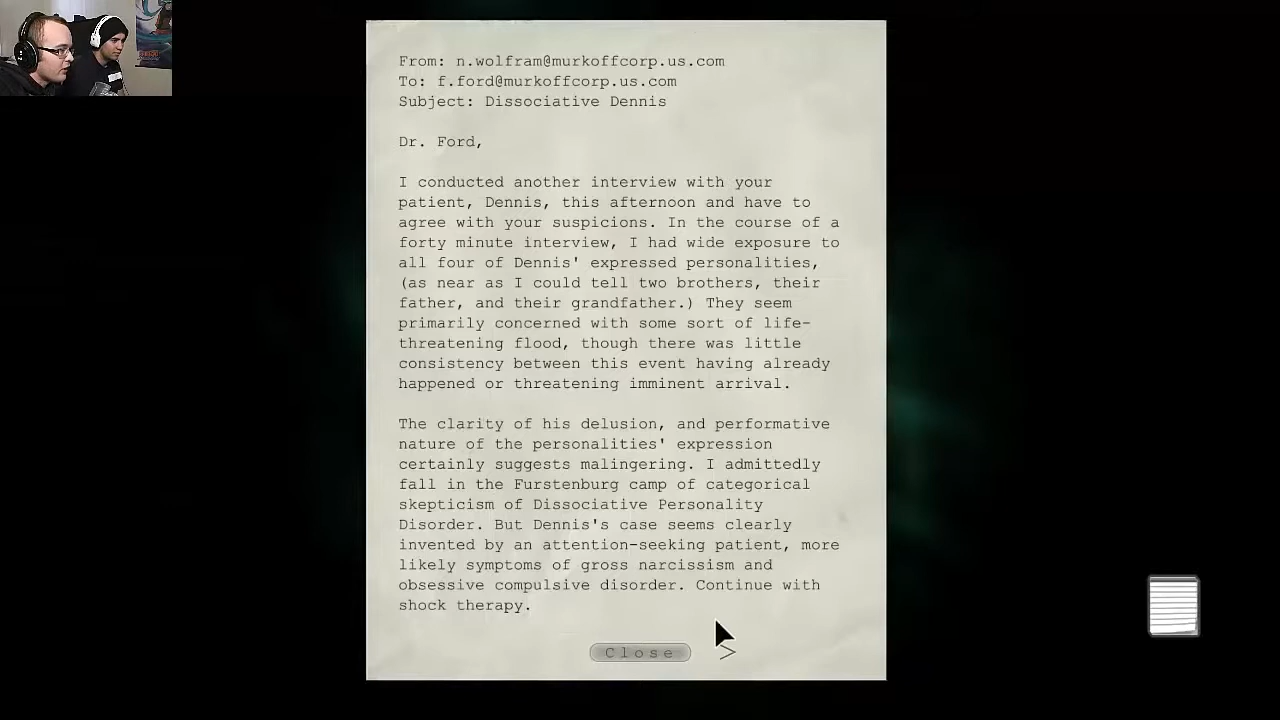 From: n.wolfram@murkoffcorp.us.com
To: f.ford@murkoffcorp.us.com
Subject: Dissociative Dennis
Dr. Ford,
I conducted another interview with your
patient, Dennis, this afternoon and have to
agree with your suspicions. In the course of a
forty minute interview, I had wide exposure to
all four of Dennis' expressed personalities,
(as near as I could tell two brothers, their
father, and their grandfather.) They seem
primarily concerned with some sort of life-
threatening flood, though there was little
consistency between this event having already
happened or threatening imminent arrival.
The clarity of his delusion, and performative
nature of the personalities' expression
certainly suggests malingering. I admittedly
fall in the Furstenburg camp of categorical
skepticism of Dissociative Personality
Disorder. But Dennis's case seems clearly
invented by an attention-seeking patient, more
likely symptoms of gross narcissism and
obsessive compulsive disorder. Continue with
shock therapy.
Close >